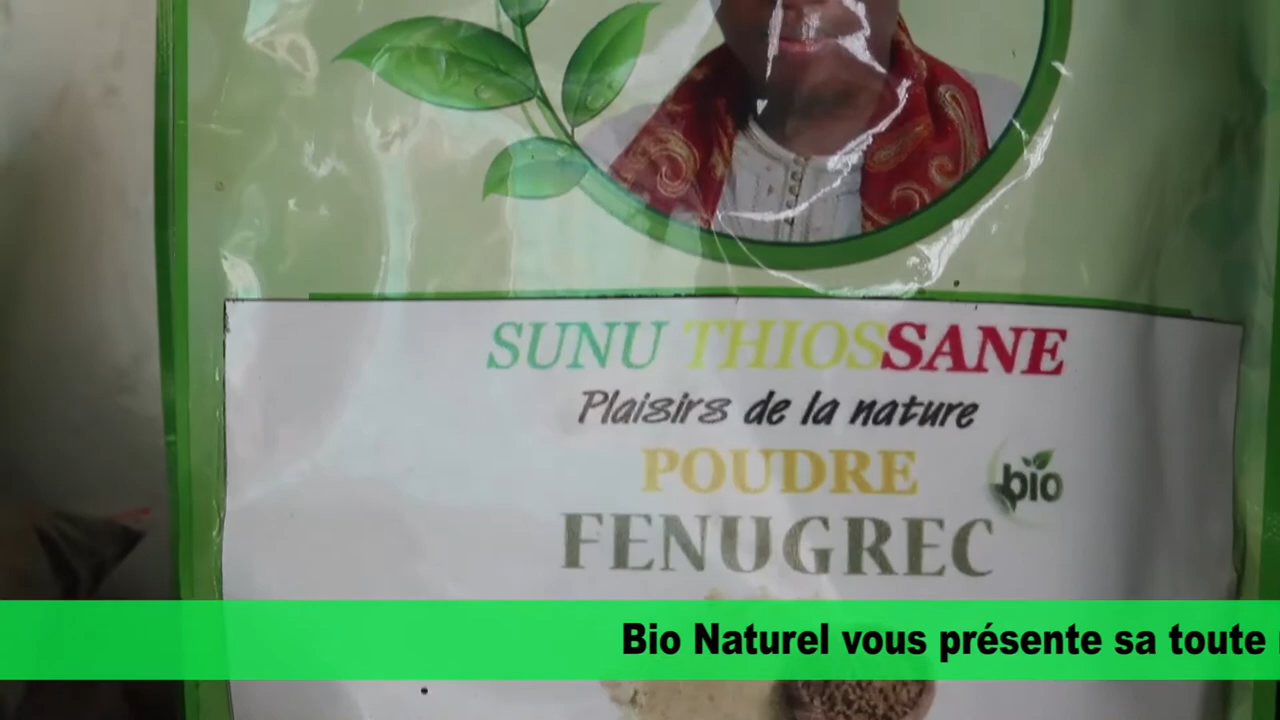 SUNU THIOSSANE
Plaisirs de la nature
POUDRE
bio
FENUGREC
Bio Naturel vous présente sa toute